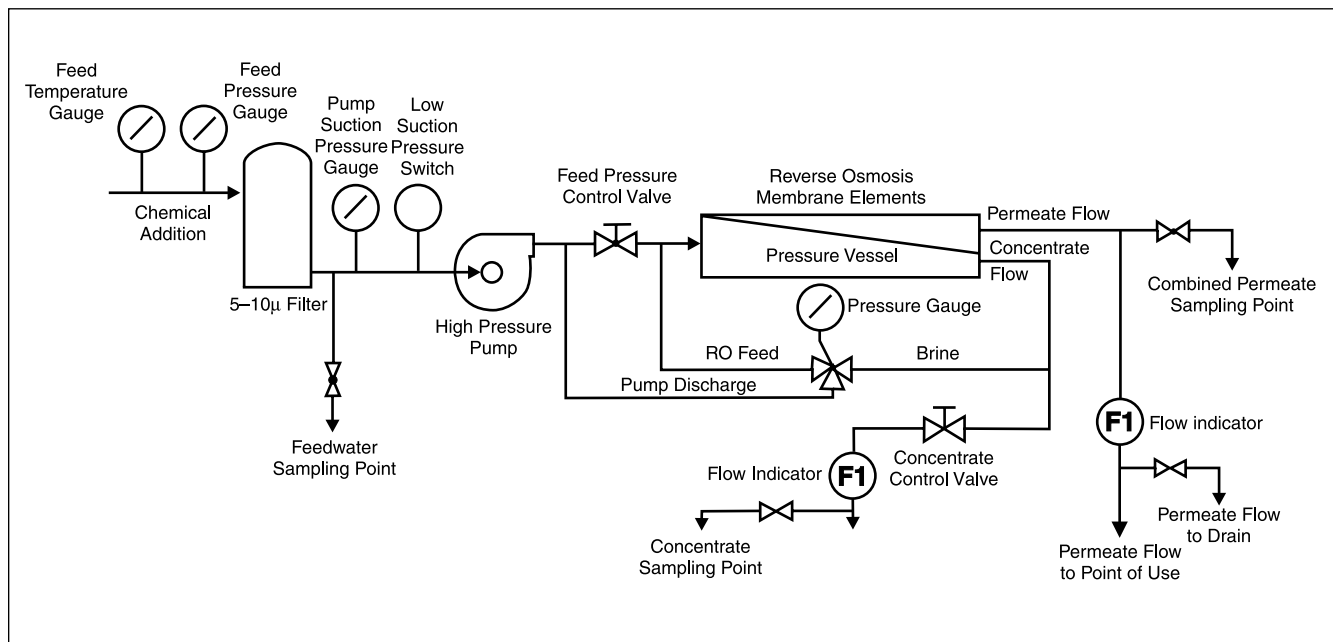 Feed
Temperature
Gauge
Feed
Pressure
Gauge
Chemical
Addition
5–10µ Filter
Pump
Suction
Pressure
Gauge
Low
Suction
Pressure
Switch
Feedwater
Sampling Point
High Pressure
Pump
Feed Pressure
Control Valve
Reverse Osmosis
Membrane Elements
Pressure Vessel
Permeate Flow
Concentrate
Flow
Combined Permeate
Sampling Point
Pressure Gauge
RO Feed
Brine
Pump Discharge
Concentrate
Control Valve
Flow Indicator
F1
Concentrate
Sampling Point
F1
Flow indicator
Permeate Flow
to Drain
Permeate Flow
to Point of Use